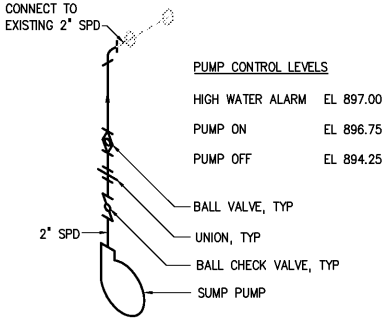 CONNECT TO
EXISTING 2" SPD
PUMP CONTROL LEVELS
HIGH WATER ALARM EL 897.00
PUMP ON EL 896.75
PUMP OFF EL 894.25
BALL VALVE, TYP
2" SPD
UNION, TYP
BALL CHECK VALVE, TYP
SUMP PUMP